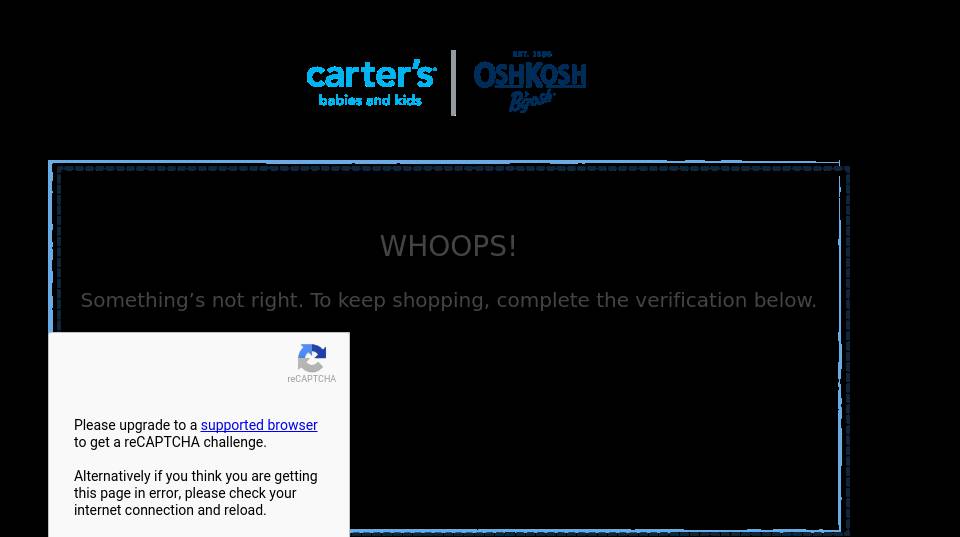 carter's
babies and kids
EST. 1895
OSHKOSH
B'gosh
WHOOPS!
Something’s not right. To keep shopping, complete the verification below.
reCAPTCHA
Please upgrade to a supported browser
to get a reCAPTCHA challenge.
Alternatively if you think you are getting
this page in error, please check your
internet connection and reload.